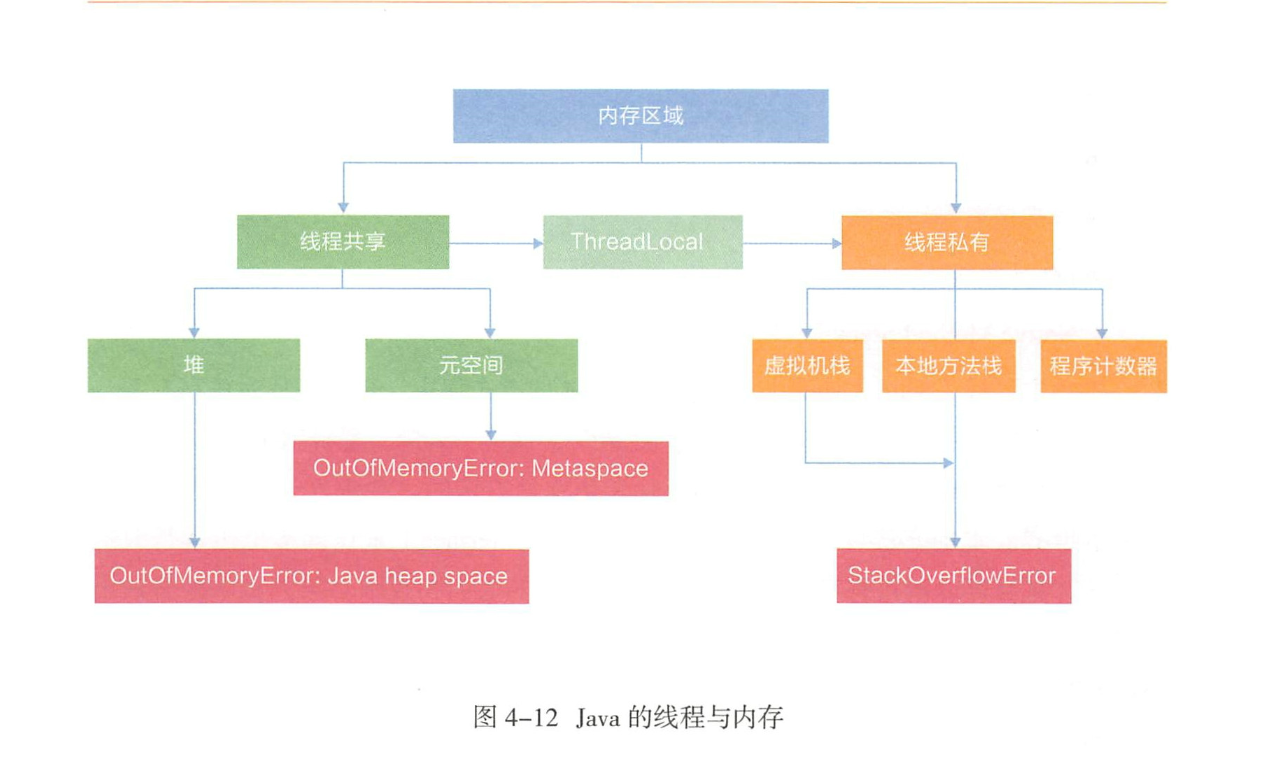 内存区域
线程共享
ThreadLocal
线程私有
堆
元空间
虚拟机栈
本地方法栈
程序计数器
OutOfMemoryError: Metaspace
OutOfMemoryError: Java heap space
StackOverflowError
图 4-12 Java 的线程与内存